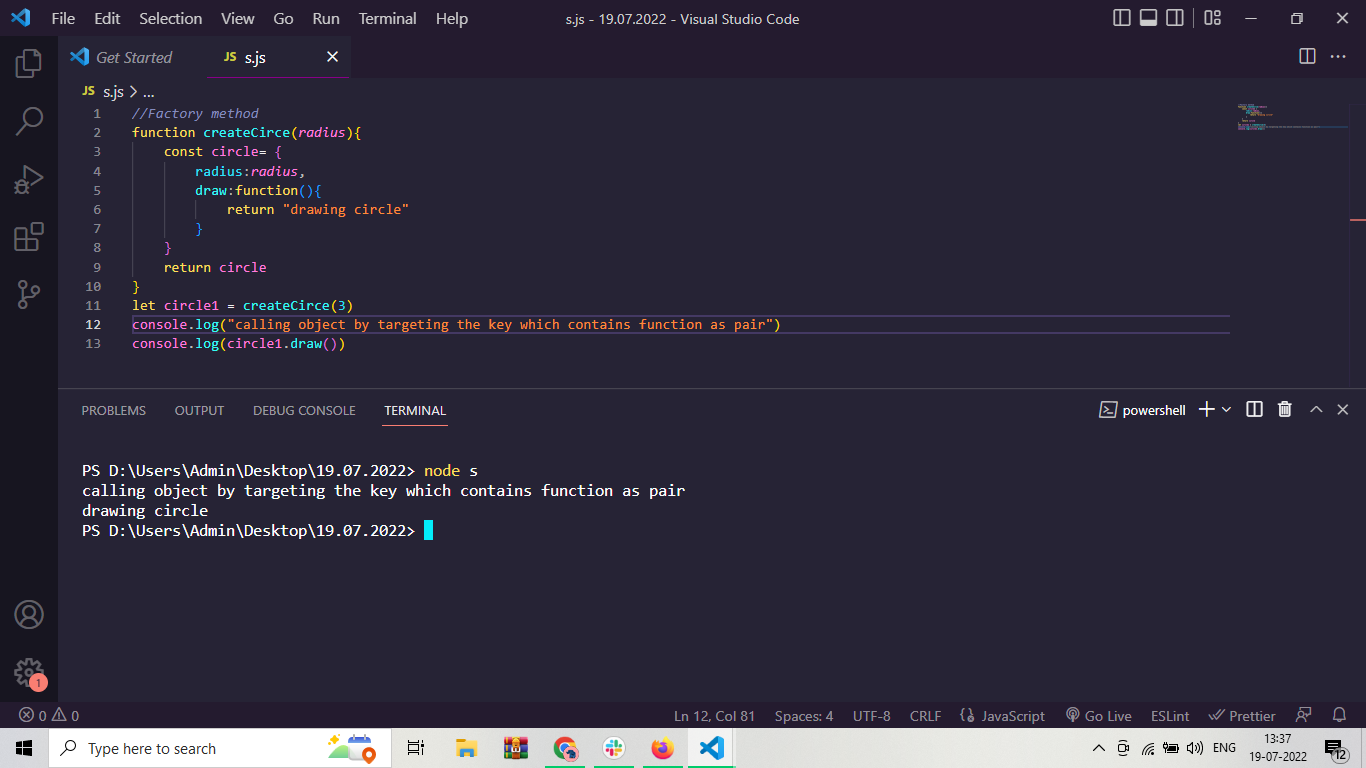 File Edit Selection View Go Run Terminal Help s.js - 19.07.2022 - Visual Studio Code
Get Started JS s.js
JS s.js > ...
1 //Factory method
2 function createCirce(radius){
3 const circle= {
4 radius:radius,
5 draw:function(){
6 return "drawing circle"
7 }
8 }
9 return circle
10 }
11 let circle1 = createCirce(3)
12 console.log("calling object by targeting the key which contains function as pair")
13 console.log(circle1.draw())
PROBLEMS OUTPUT DEBUG CONSOLE TERMINAL powershell
PS D:\Users\Admin\Desktop\19.07.2022> node s
calling object by targeting the key which contains function as pair
drawing circle
PS D:\Users\Admin\Desktop\19.07.2022>
1
0 0 Ln 12, Col 81 Spaces: 4 UTF-8 CRLF JavaScript Go Live ESLint Prettier
Type here to search ENG 13:37
19-07-2022 12